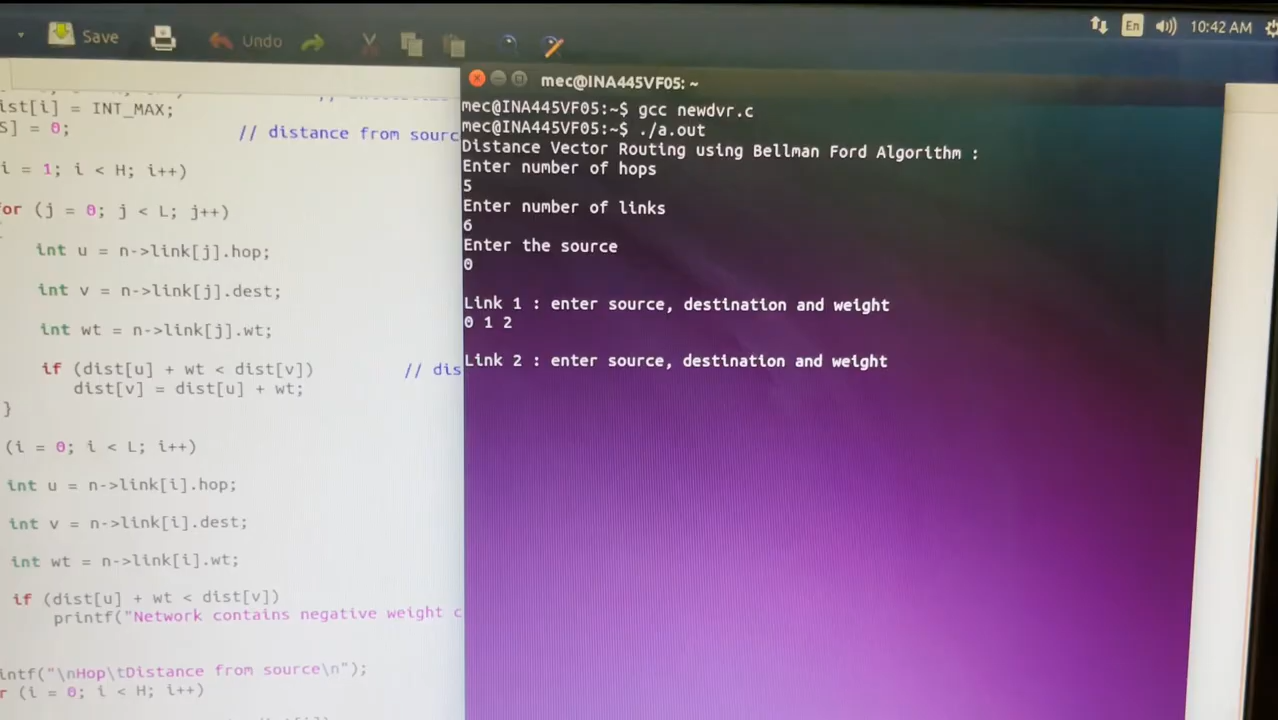 Save
Undo
En
10:42 AM
ist[i] = INT_MAX;
S] = 0; // distance from sourc
i = 1; i < H; i++)
or (j = 0; j < L; j++)
int u = n->link[j].hop;
int v = n->link[j].dest;
int wt = n->link[j].wt;
if (dist[u] + wt < dist[v]) // dis
dist[v] = dist[u] + wt;
}
(i = 0; i < L; i++)
int u = n->link[i].hop;
int v = n->link[i].dest;
int wt = n->link[i].wt;
if (dist[u] + wt < dist[v])
printf("Network contains negative weight c
intf("\nHop\tDistance from source\n");
r (i = 0; i < H; i++)
mec@INA445VF05: ~
mec@INA445VF05:~$ gcc newdvr.c
mec@INA445VF05:~$ ./a.out
Distance Vector Routing using Bellman Ford Algorithm :
Enter number of hops
5
Enter number of links
6
Enter the source
0
Link 1 : enter source, destination and weight
0 1 2
Link 2 : enter source, destination and weight